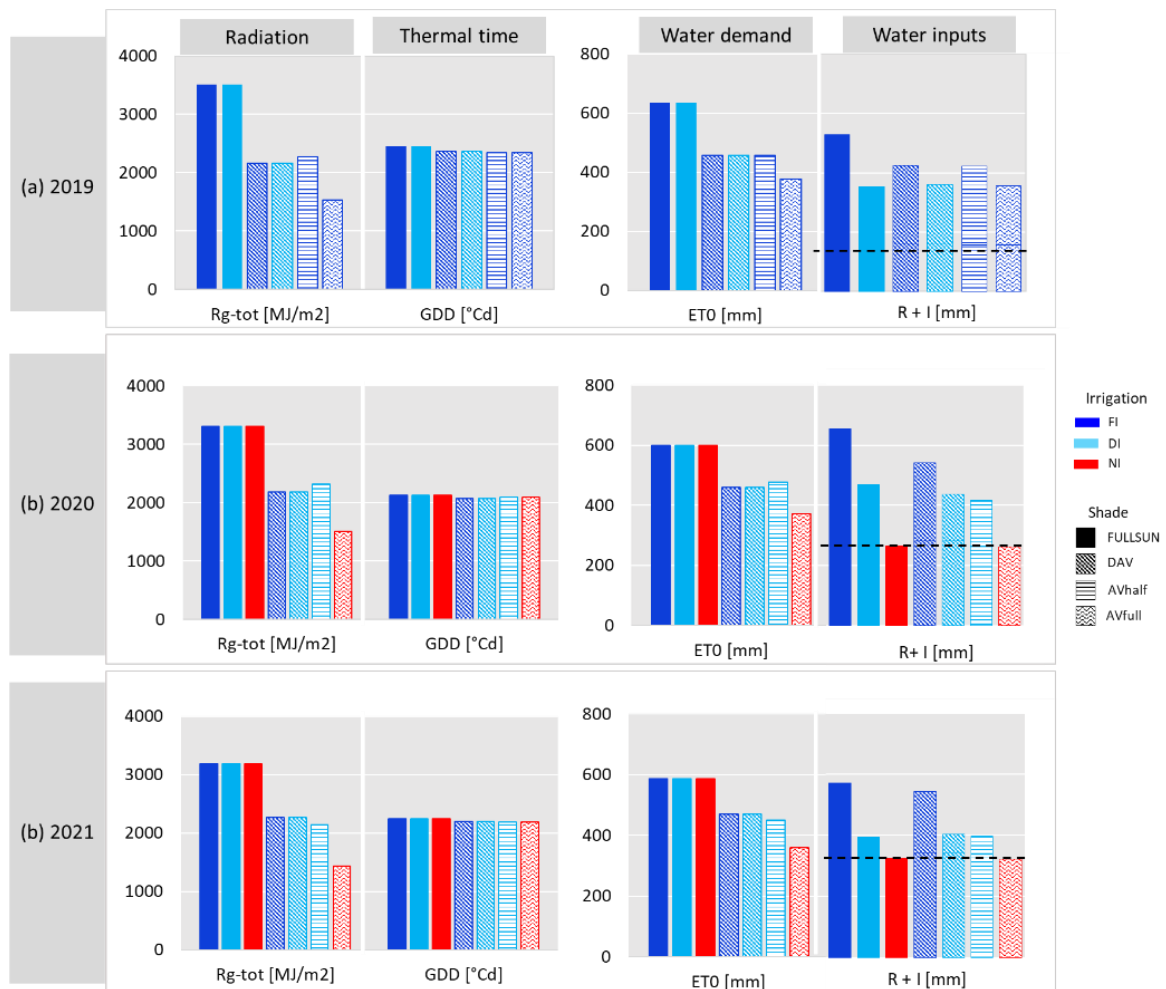 Radiation Thermal time Water demand Water inputs
(a) 2019
4000
3000
2000
1000
0
800
600
400
200
0
Rg-tot [MJ/m2] GDD [°Cd] ET0 [mm] R + I [mm]
(b) 2020
4000
3000
2000
1000
0
800
600
400
200
0
Rg-tot [MJ/m2] GDD [°Cd] ET0 [mm] R+ I [mm]
Irrigation
FI
DI
NI
Shade
FULLSUN
DAV
AVhalf
AVfull
(b) 2021
4000
3000
2000
1000
0
800
600
400
200
0
Rg-tot [MJ/m2] GDD [°Cd] ET0 [mm] R + I [mm]